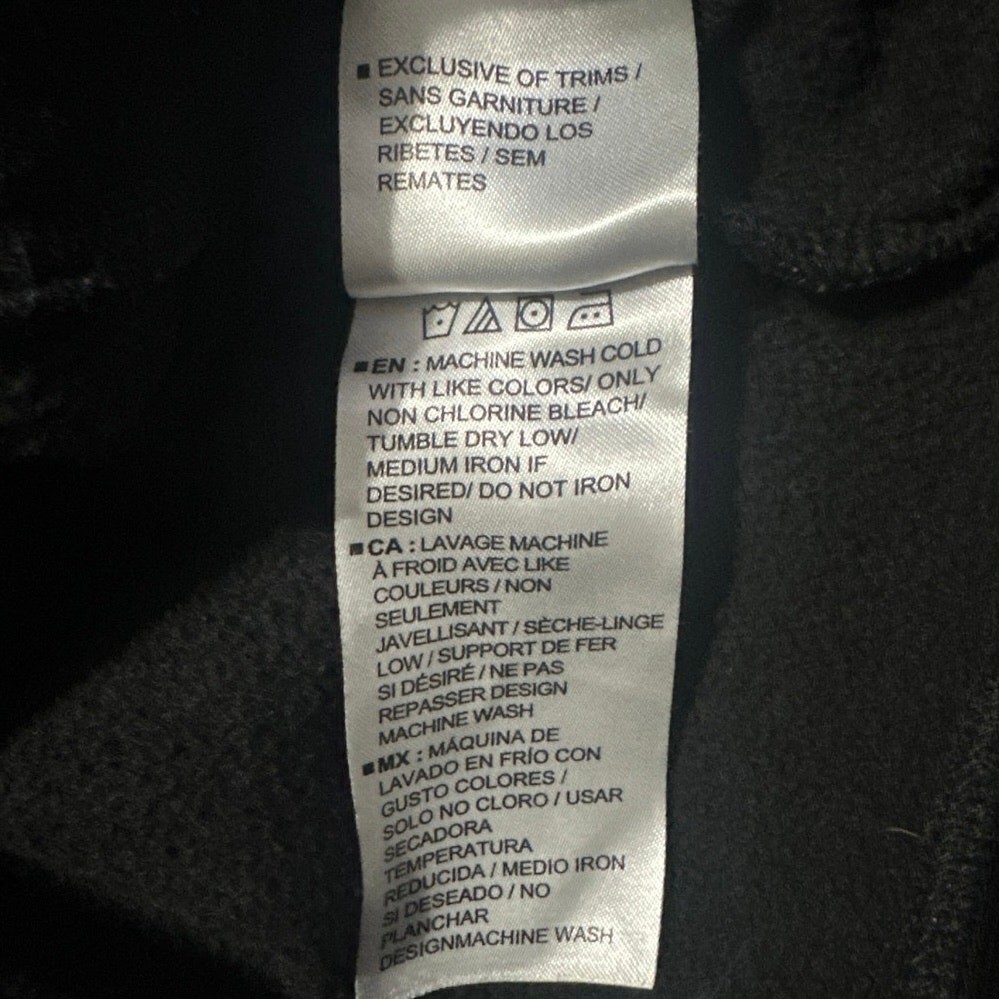 ■ EXCLUSIVE OF TRIMS /
SANS GARNITURE /
EXCLUYENDO LOS
RIBETES / SEM
REMATES
■ EN : MACHINE WASH COLD
WITH LIKE COLORS/ ONLY
NON CHLORINE BLEACH/
TUMBLE DRY LOW/
MEDIUM IRON IF
DESIRED/ DO NOT IRON
DESIGN
■ CA : LAVAGE MACHINE
À FROID AVEC LIKE
COULEURS / NON
SEULEMENT
JAVELLISANT / SÈCHE-LINGE
LOW / SUPPORT DE FER
SI DÉSIRÉ / NE PAS
REPASSER DESIGN
MACHINE WASH
■ MX : MÁQUINA DE
LAVADO EN FRÍO CON
GUSTO COLORES /
SOLO NO CLORO / USAR
SECADORA
TEMPERATURA
REDUCIDA / MEDIO IRON
SI DESEADO / NO
PLANCHAR
DESIGNMACHINE WASH